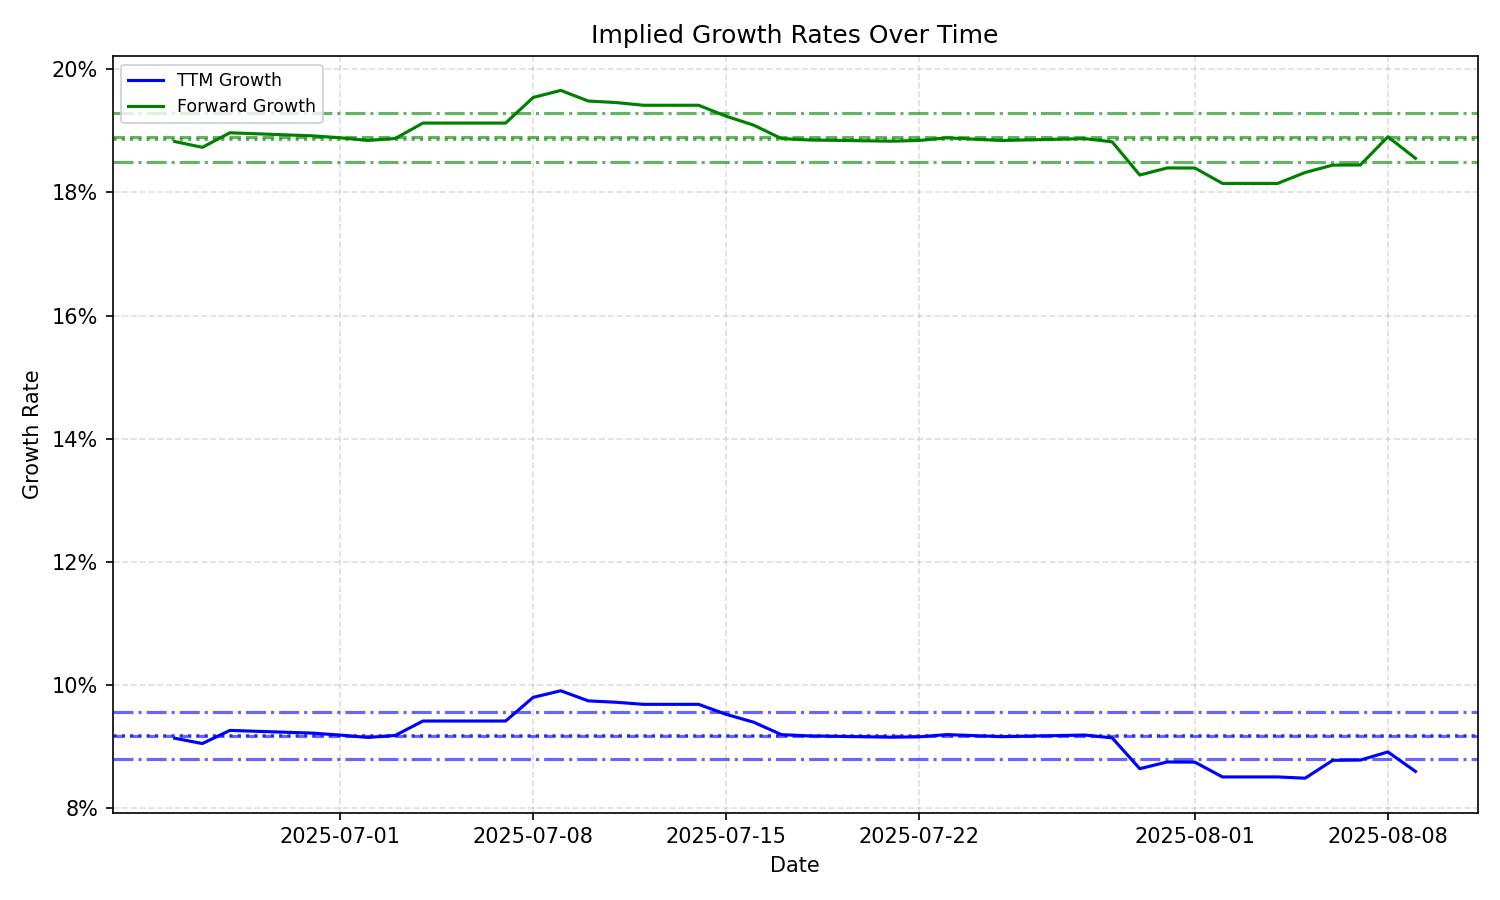 Implied Growth Rates Over Time
TTM Growth
Forward Growth
Growth Rate
20%
18%
16%
14%
12%
10%
8%
2025-07-01
2025-07-08
2025-07-15
2025-07-22
2025-08-01
2025-08-08
Date